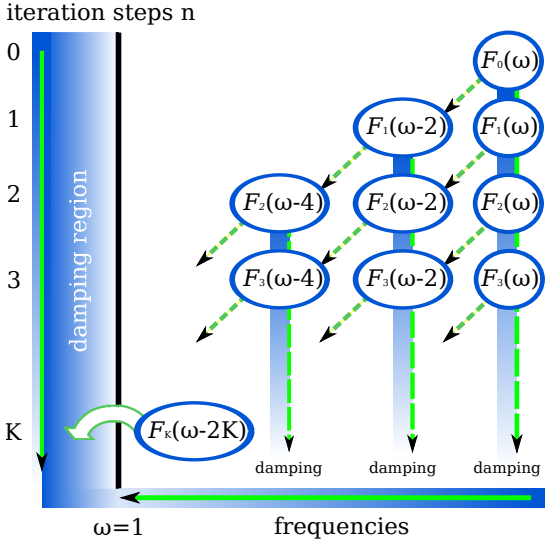 iteration steps n
0
F₀(ω)
1
F₁(ω-2)
F₁(ω)
2
F₂(ω-4)
F₂(ω-2)
F₂(ω)
3
F₃(ω-4)
F₃(ω-2)
F₃(ω)
damping region
K
F_K(ω-2K)
damping
damping
damping
ω=1
frequencies